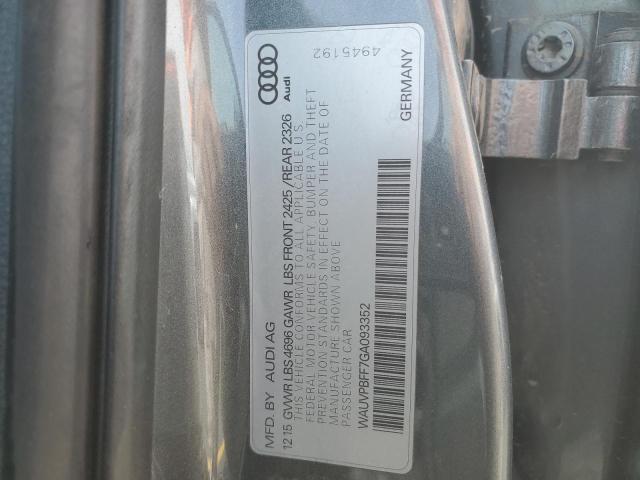 MFD. BY AUDI AG
12 15 GVWR LBS 4696 GAWR LBS FRONT 2425 / REAR 2326
THIS VEHICLE CONFORMS TO ALL APPLICABLE U S
FEDERAL MOTOR VEHICLE SAFETY, BUMPER AND THEFT
PREVENTION STANDARDS IN EFFECT ON THE DATE OF
MANUFACTURE SHOWN ABOVE
PASSENGER CAR
WAUVPBFF7GA093352
GERMANY
Audi
4945192